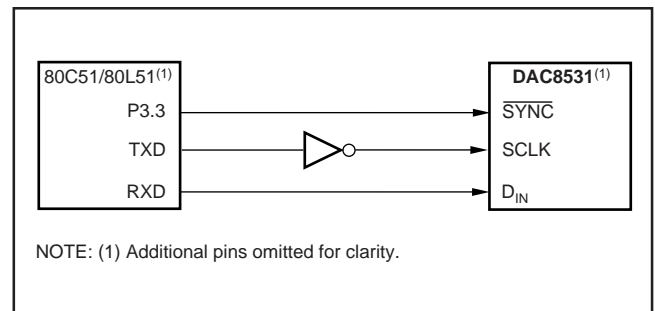 80C51/80L51(1)
DAC8531(1)
P3.3
SYNC
TXD
SCLK
RXD
DIN
NOTE: (1) Additional pins omitted for clarity.